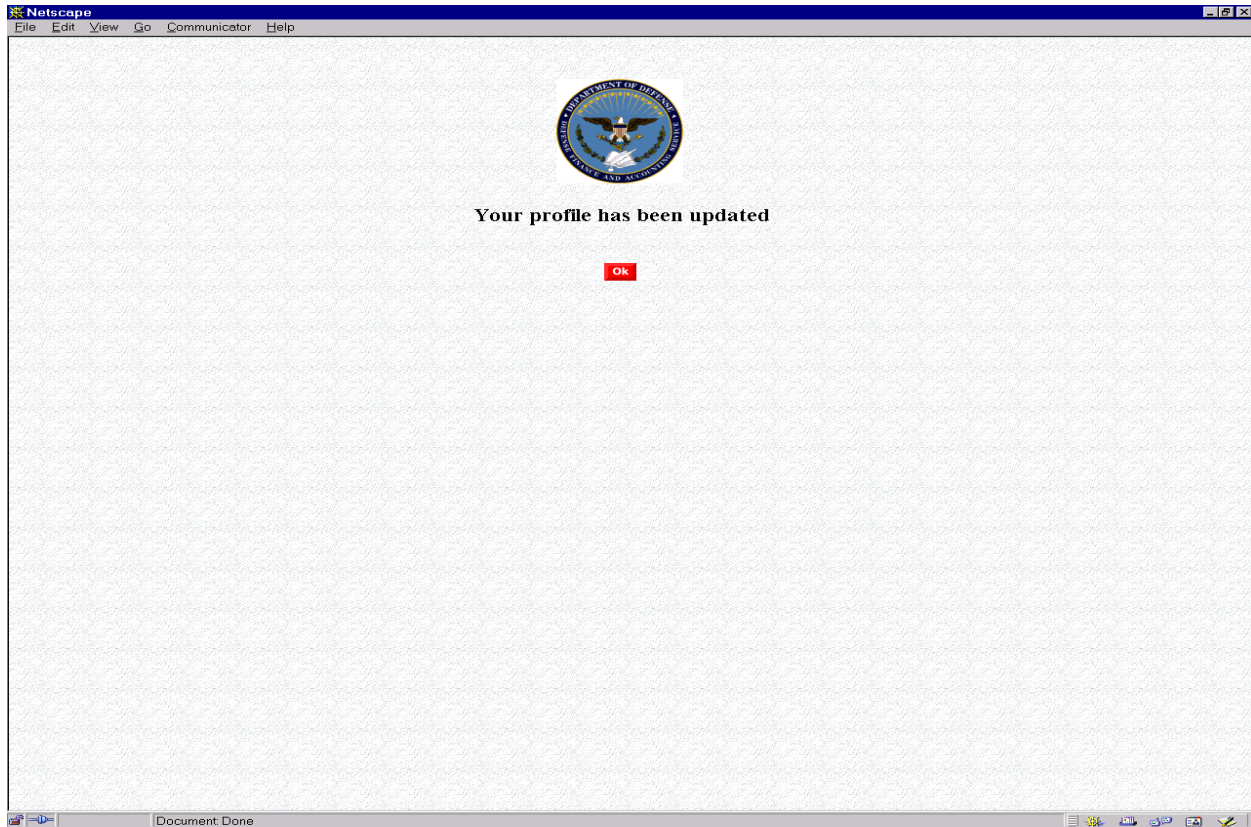 Netscape
File Edit View Go Communicator Help
DEPARTMENT OF DEFENSE
DEFENSE FINANCE AND ACCOUNTING SERVICE
Your profile has been updated
Ok
Document: Done